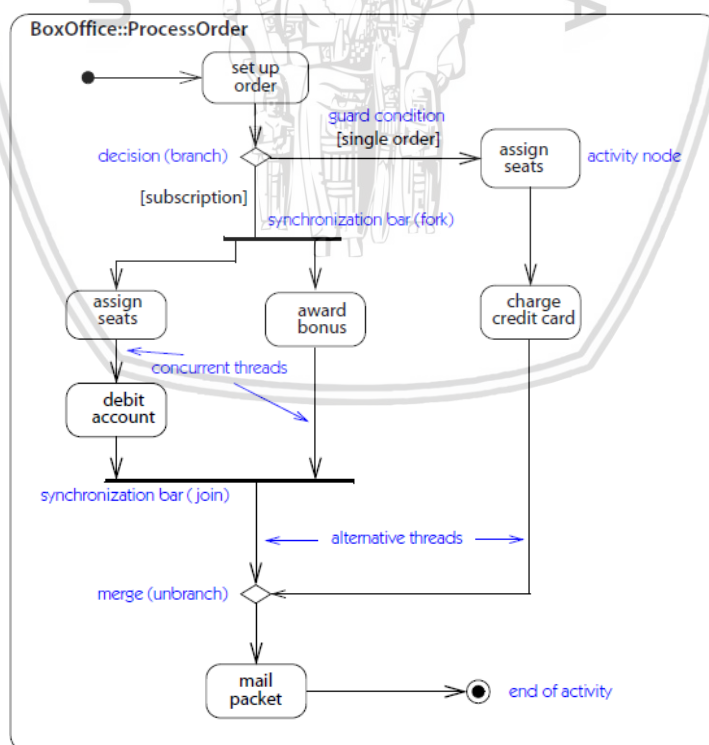 BoxOffice::ProcessOrder
set up
order
guard condition
[single order]
decision (branch)
assign
seats
activity node
[subscription]
synchronization bar (fork)
assign
seats
award
bonus
charge
credit card
concurrent threads
debit
account
synchronization bar (join)
alternative threads
merge (unbranch)
mail
packet
end of activity